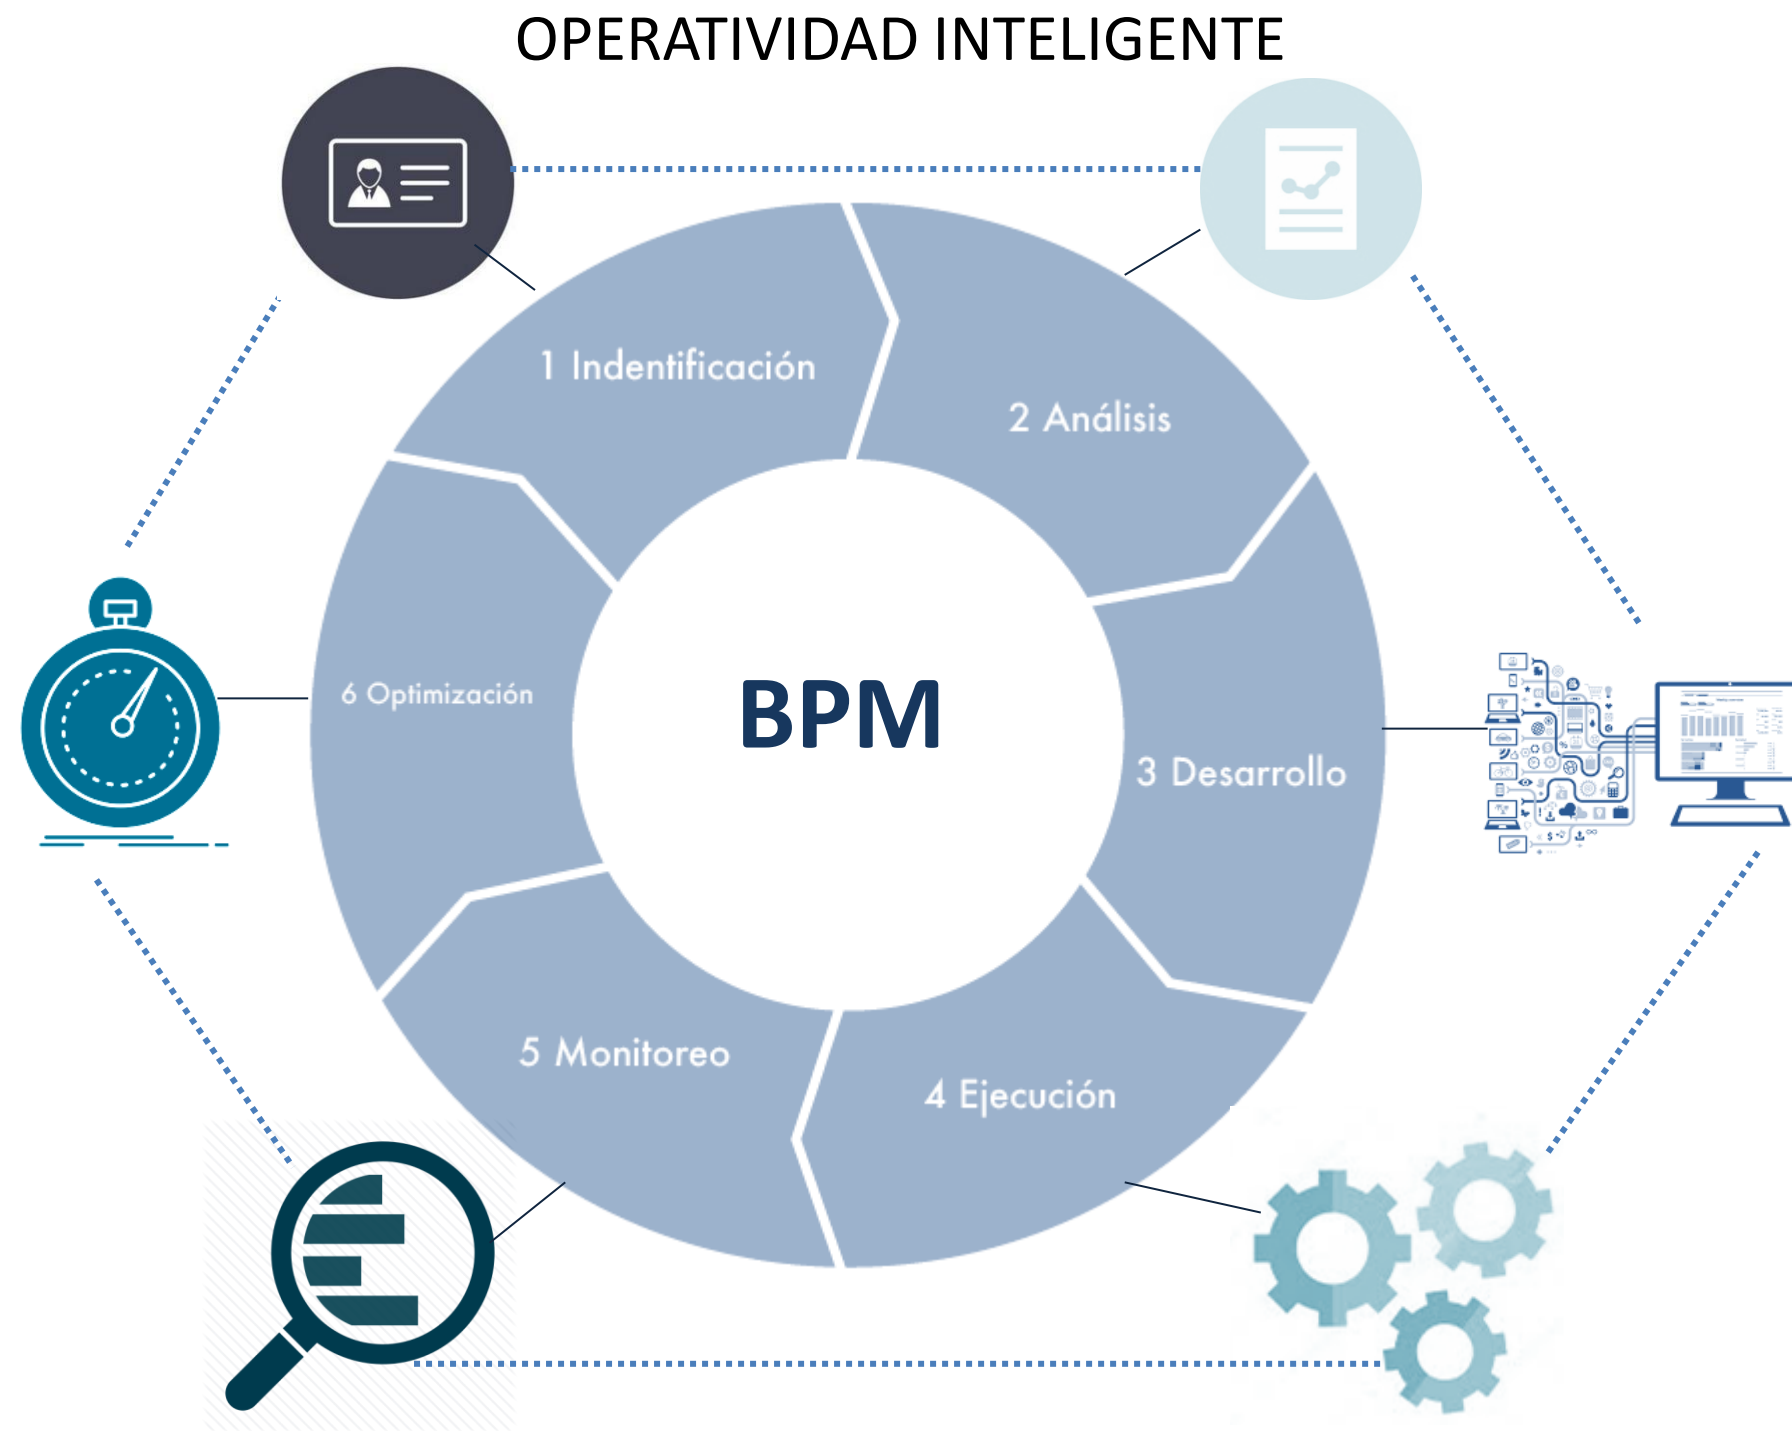 OPERATIVIDAD INTELIGENTE
1 Indentificación
2 Análisis
3 Desarrollo
4 Ejecución
5 Monitoreo
6 Optimización
BPM